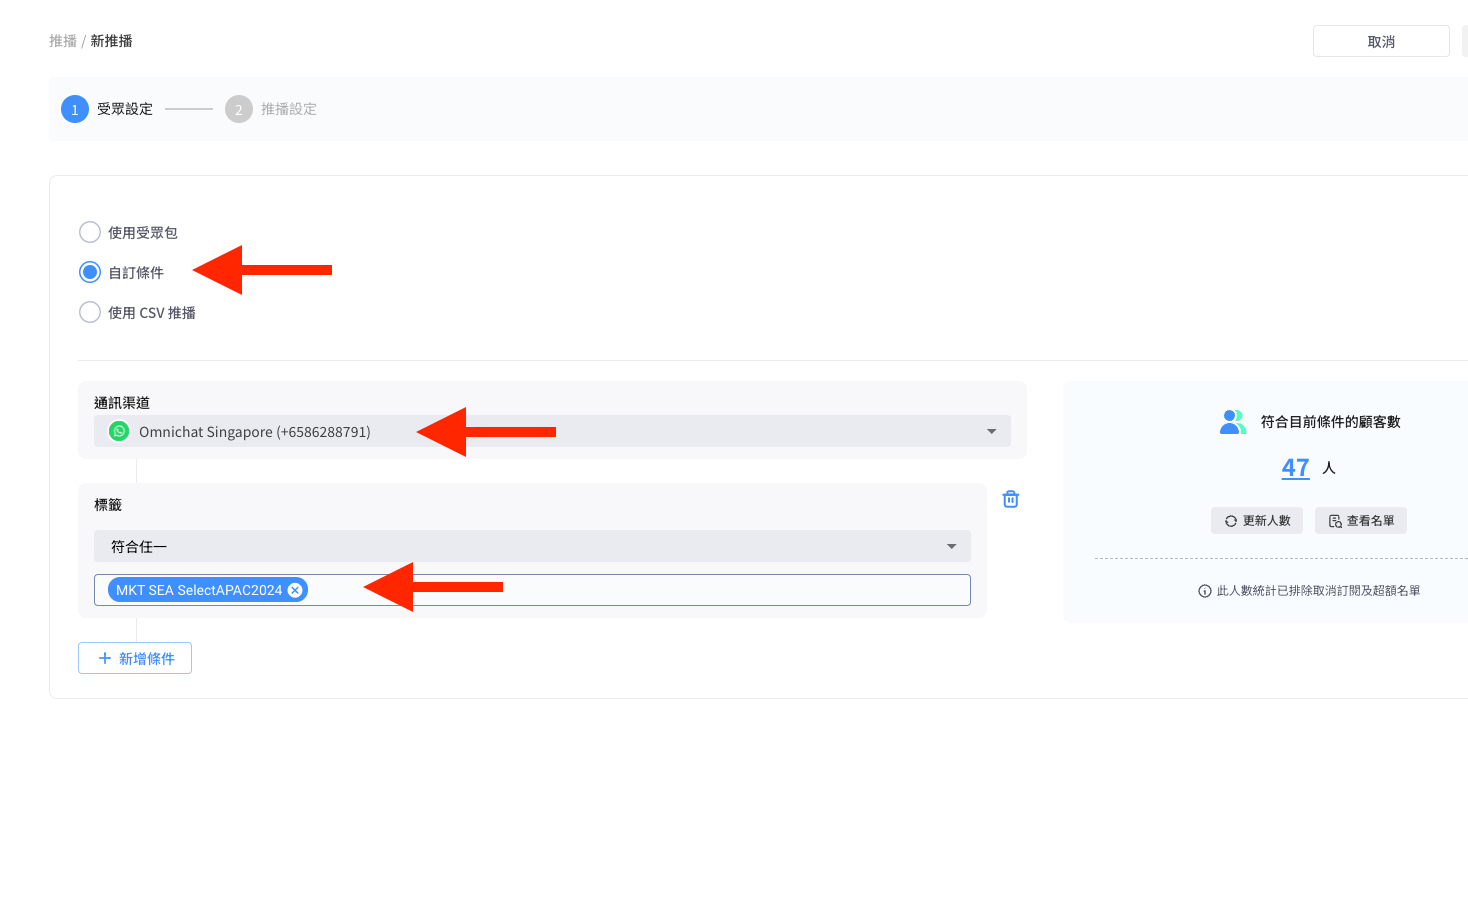 推播 / 新推播
取消
1 受眾設定 2 推播設定
使用受眾包
自訂條件
使用 CSV 推播
通訊渠道
Omnichat Singapore (+6586288791)
標籤
符合任一
MKT SEA SelectAPAC2024
新增條件
符合目前條件的顧客數
47 人
更新人數 查看名單
此人數統計已排除取消訂閱及超額名單